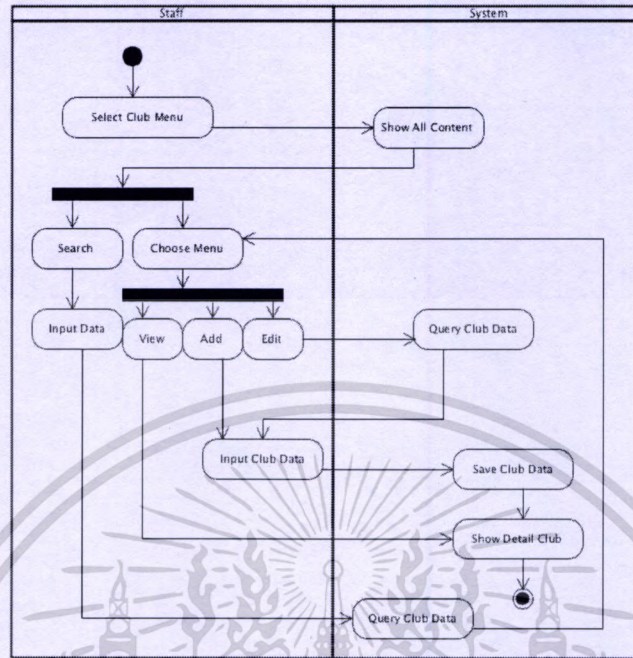 Staff
System
Select Club Menu
Show All Content
Search
Choose Menu
Input Data
View
Add
Edit
Query Club Data
Input Club Data
Save Club Data
Show Detail Club
Query Club Data